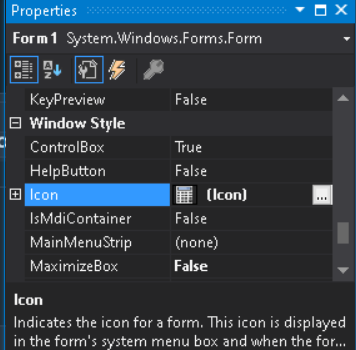 Properties
Form1 System.Windows.Forms.Form
KeyPreview False
Window Style
ControlBox True
HelpButton False
Icon (Icon) ...
IsMdiContainer False
MainMenuStrip (none)
MaximizeBox False
Icon
Indicates the icon for a form. This icon is displayed
in the form's system menu box and when the for...